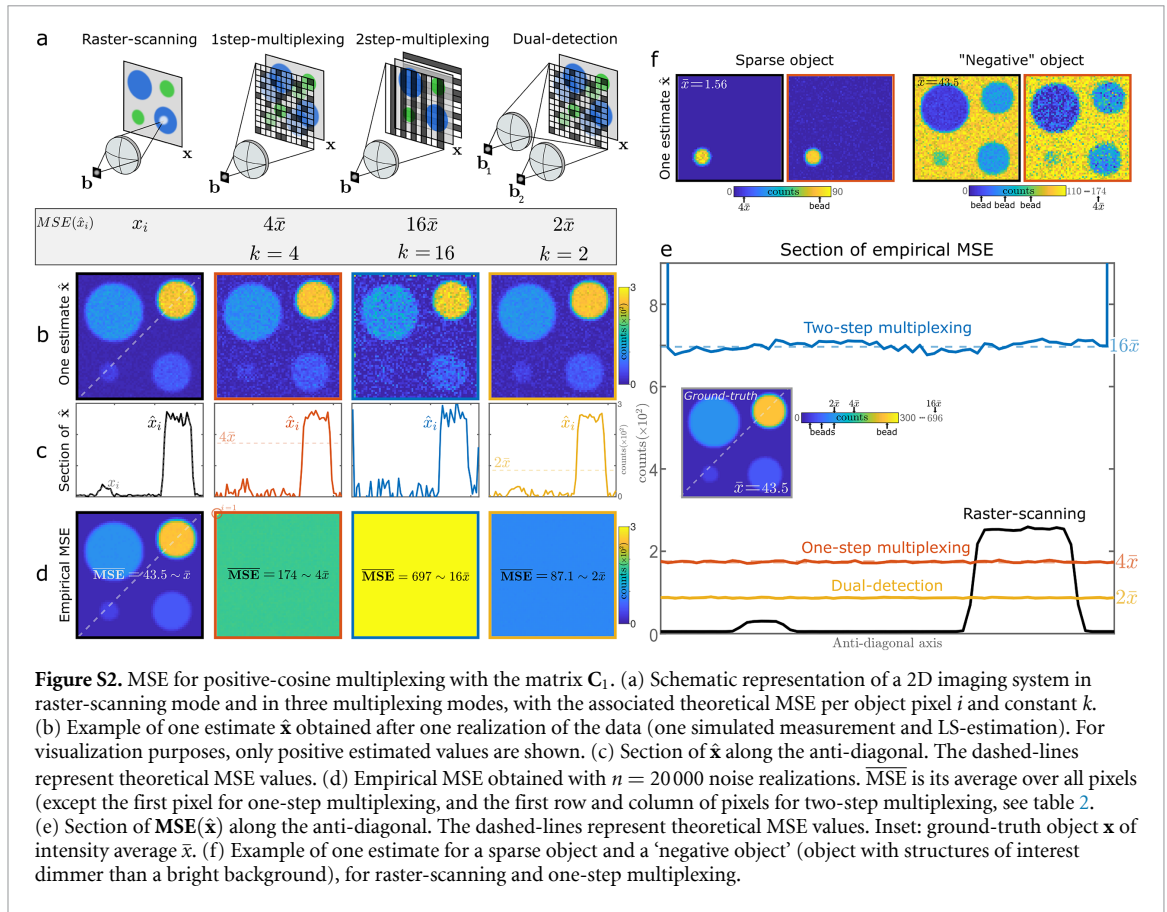 a
Raster-scanning
1step-multiplexing
2step-multiplexing
Dual-detection
x
x
x
x
b
b
b
b₁
b₂
MSE(x̂ᵢ)
xᵢ
4x̄
16x̄
2x̄
k = 4
k = 16
k = 2
b
One estimate x̂
3
counts(×10²)
0
c
Section of x̂
x̂ᵢ
xᵢ
4x̄
x̂ᵢ
x̂ᵢ
2x̄
x̂ᵢ
3
counts(×10²)
0
d
Empirical MSE
MSE = 43.5 ~ x̄
MSE = 174 ~ 4x̄
MSE = 697 ~ 16x̄
MSE = 87.1 ~ 2x̄
3
counts (×10²)
0
f
Sparse object
"Negative" object
One estimate x̂
x̄ = 1.56
x̄ = 43.5
0
counts
90
4x̄
bead
0
counts
110 – 174
bead bead bead
4x̄
e
Section of empirical MSE
8
6
4
2
0
counts(×10²)
Two-step multiplexing
16x̄
Ground-truth
x̄ = 43.5
2x̄
4x̄
16x̄
0
counts
300 – 696
beads
bead
Raster-scanning
One-step multiplexing
4x̄
Dual-detection
2x̄
Anti-diagonal axis
Figure S2. MSE for positive-cosine multiplexing with the matrix C₁. (a) Schematic representation of a 2D imaging system in
raster-scanning mode and in three multiplexing modes, with the associated theoretical MSE per object pixel i and constant k.
(b) Example of one estimate x̂ obtained after one realization of the data (one simulated measurement and LS-estimation). For
visualization purposes, only positive estimated values are shown. (c) Section of x̂ along the anti-diagonal. The dashed-lines
represent theoretical MSE values. (d) Empirical MSE obtained with n = 20 000 noise realizations. MSE is its average over all pixels
(except the first pixel for one-step multiplexing, and the first row and column of pixels for two-step multiplexing, see table 2.
(e) Section of MSE(x̂) along the anti-diagonal. The dashed-lines represent theoretical MSE values. Inset: ground-truth object x of
intensity average x̄. (f) Example of one estimate for a sparse object and a 'negative object' (object with structures of interest
dimmer than a bright background), for raster-scanning and one-step multiplexing.